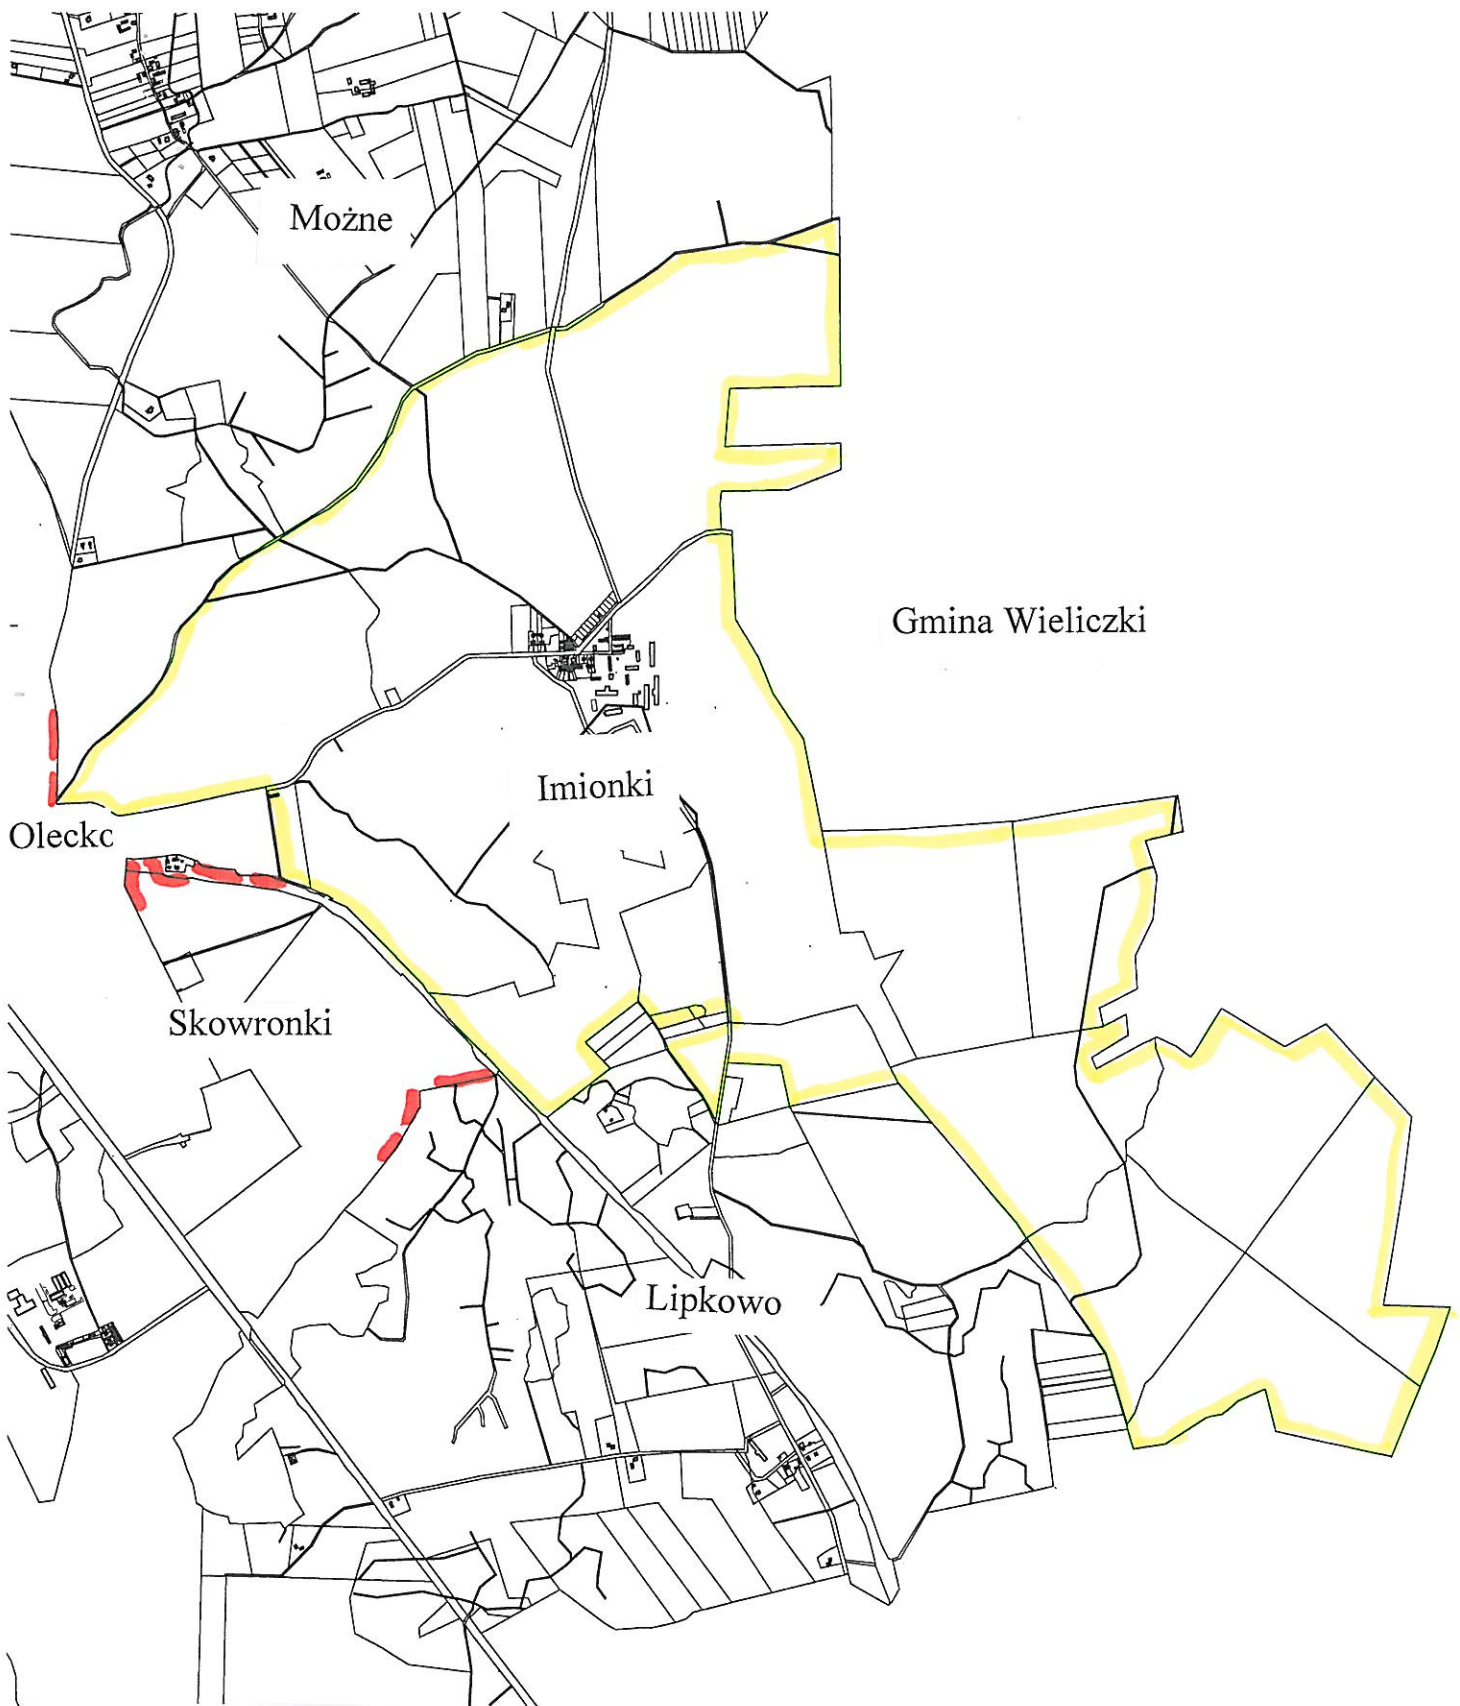 Możne
Gmina Wieliczki
Imionki
Olecko
Skowronki
Lipkowo